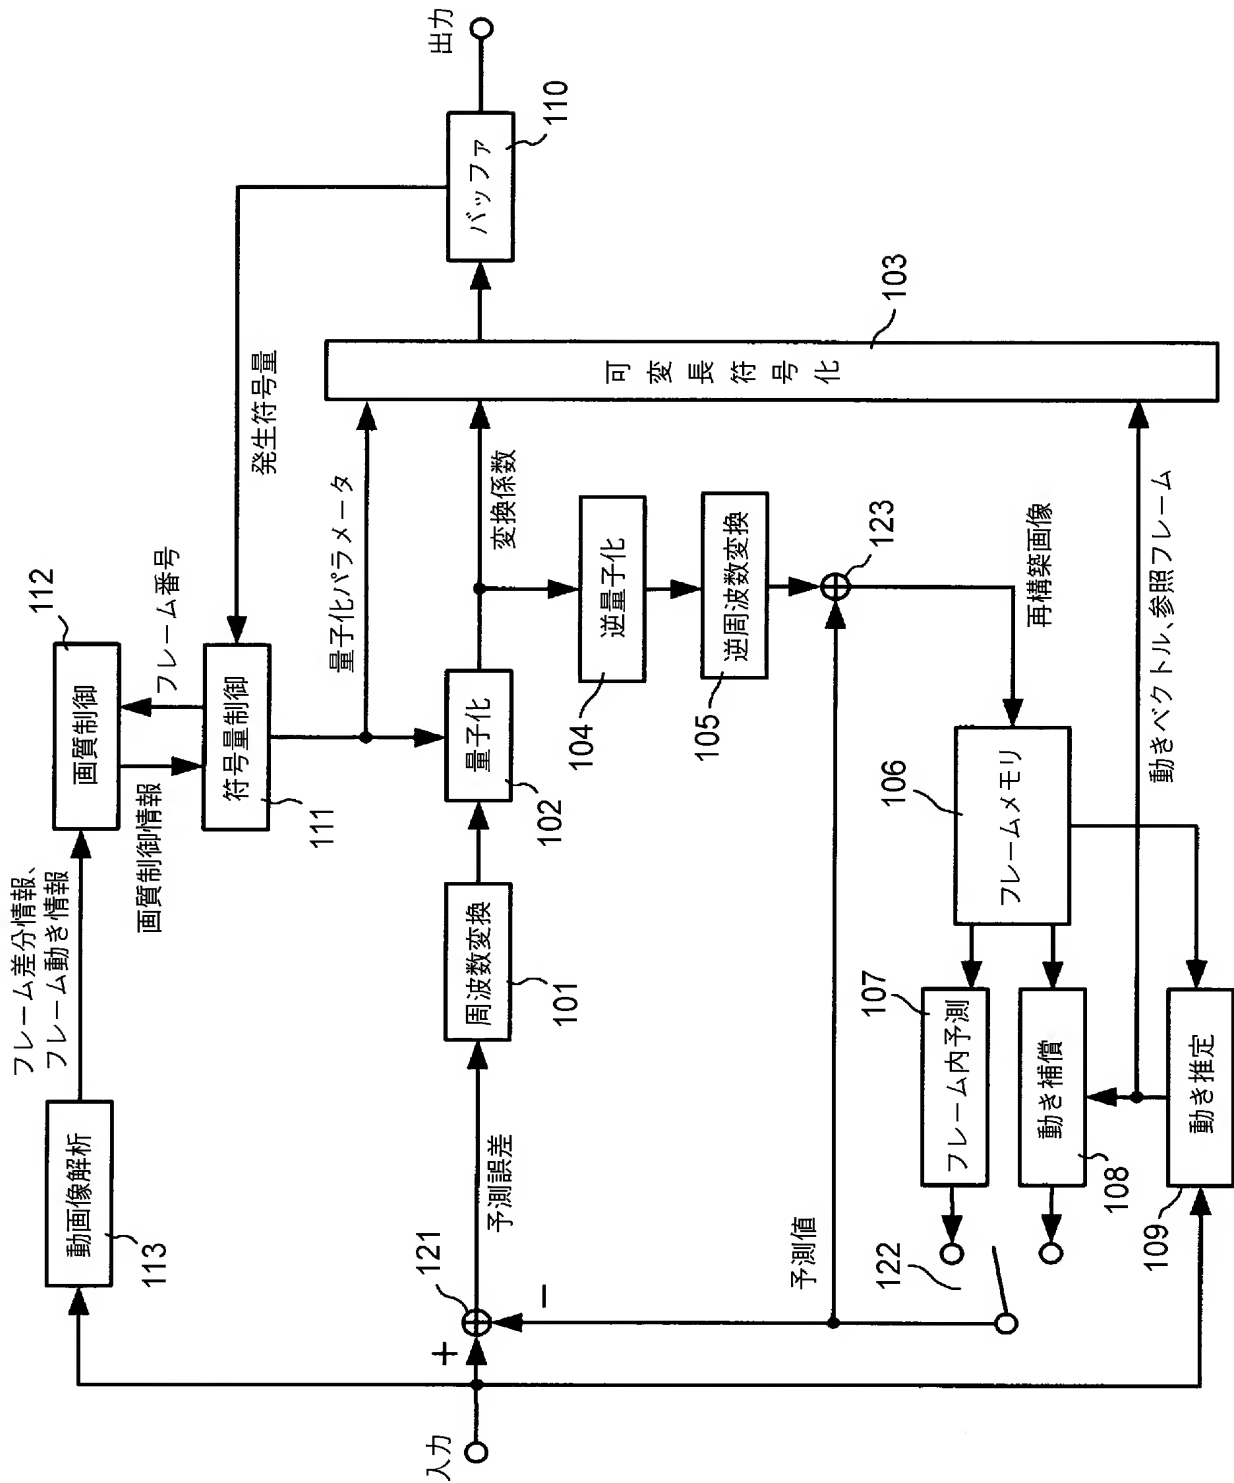 入力
+
−
121
動画像解析
113
フレーム差分情報、
フレーム動き情報
画質制御
112
画質制御情報
フレーム番号
符号量制御
111
発生符号量
量子化パラメータ
予測誤差
周波数変換
101
量子化
102
変換係数
バッファ
110
出力
可変長符号化
103
逆量子化
104
逆周波数変換
105
123
再構築画像
予測値
フレームメモリ
106
フレーム内予測
107
動き補償
108
122
動き推定
109
動きベクトル、参照フレーム